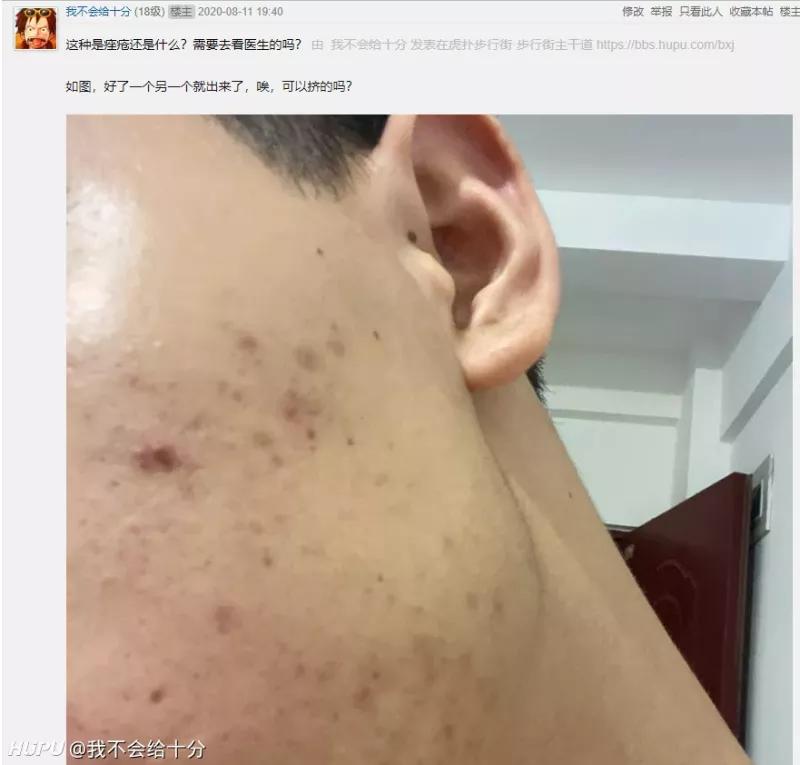 我不会给十分 (18级) 楼主 2020-08-11 19:40 修改 举报 只看此人 收藏本帖 楼主
这种是痤疮还是什么？需要去看医生的吗？ 由 我不会给十分 发表在虎扑步行街·步行街主干道 https://bbs.hupu.com/bxj
如图，好了一个另一个就出来了，唉，可以挤的吗？
HUPU @我不会给十分